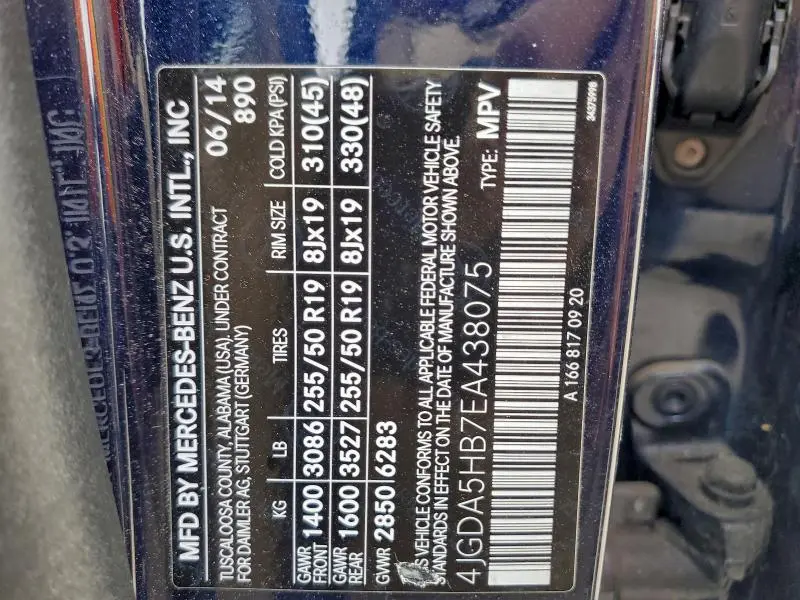 MFD BY MERCEDES-BENZ U.S. INTL., INC
TUSCALOOSA COUNTY, ALABAMA (USA), UNDER CONTRACT 06/14
FOR DAIMLER AG, STUTTGART (GERMANY) 890
KG LB TIRES RIM SIZE COLD KPA(PSI)
GAWR FRONT 1400 3086 255/50 R19 8Jx19 310(45)
GAWR REAR 1600 3527 255/50 R19 8Jx19 330(48)
GVWR 2850 6283
S VEHICLE CONFORMS TO ALL APPLICABLE FEDERAL MOTOR VEHICLE SAFETY
STANDARDS IN EFFECT ON THE DATE OF MANUFACTURE SHOWN ABOVE.
4JGDA5HB7EA438075 TYPE: MPV
A 166 817 09 20
34375998